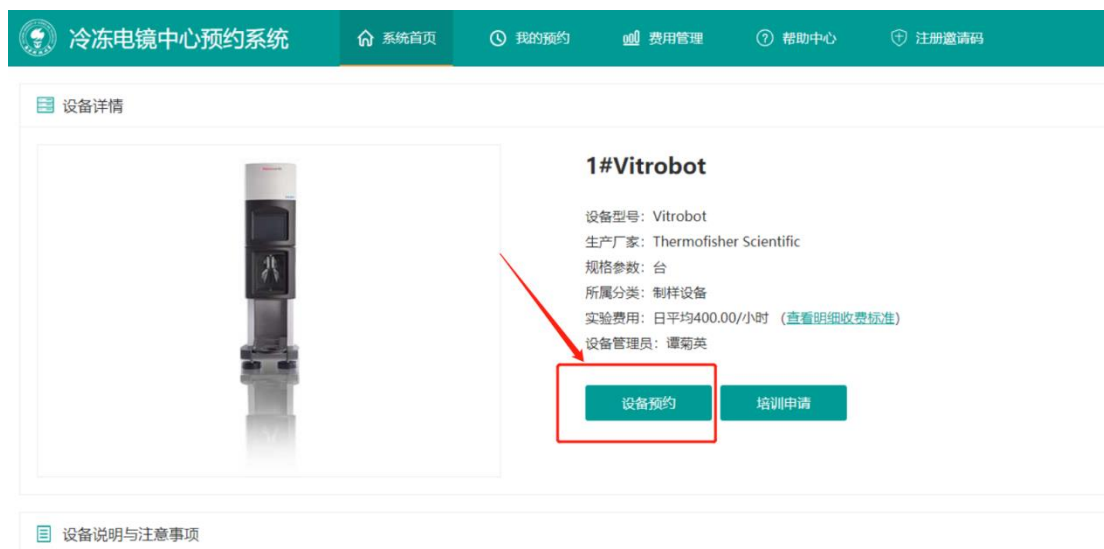 冷冻电镜中心预约系统
系统首页
我的预约
费用管理
帮助中心
注册邀请码
设备详情
1#Vitrobot
设备型号：Vitrobot
生产厂家：Thermofisher Scientific
规格参数：台
所属分类：制样设备
实验费用：日平均400.00/小时 (查看明细收费标准)
设备管理员：谭菊英
设备预约
培训申请
设备说明与注意事项